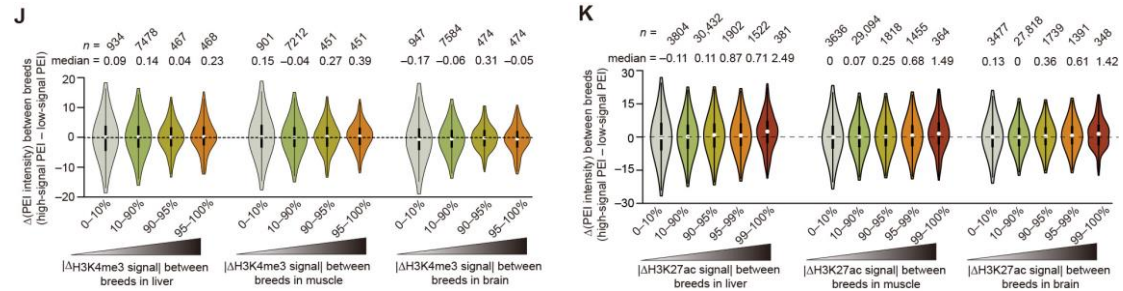 J
n = 934 7478 467 468 901 7212 451 451 947 7584 474 474
median = 0.09 0.14 0.04 0.23 0.15 –0.04 0.27 0.39 –0.17 –0.06 0.31 –0.05
Δ(PEI intensity) between breeds
(high-signal PEI – low-signal PEI)
20
10
0
–10
–20
0–10% 10–90% 90–95% 95–100% 0–10% 10–90% 90–95% 95–100% 0–10% 10–90% 90–95% 95–100%
|ΔH3K4me3 signal| between
breeds in liver
|ΔH3K4me3 signal| between
breeds in muscle
|ΔH3K4me3 signal| between
breeds in brain
K
n = 3804 30,432 1902 1522 381 3636 29,094 1818 1455 364 3477 27,818 1739 1391 348
median = –0.11 0.11 0.87 0.71 2.49 0 0.07 0.25 0.68 1.49 0.13 0 0.36 0.61 1.42
Δ(PEI intensity) between breeds
(high-signal PEI – low-signal PEI)
30
15
0
–15
–30
0–10% 10–90% 90–95% 95–99% 99–100% 0–10% 10–90% 90–95% 95–99% 99–100% 0–10% 10–90% 90–95% 95–99% 99–100%
|ΔH3K27ac signal| between
breeds in liver
|ΔH3K27ac signal| between
breeds in muscle
|ΔH3K27ac signal| between
breeds in brain